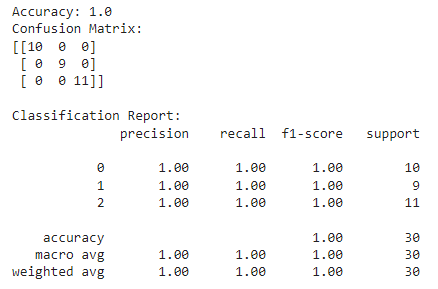 Accuracy: 1.0
Confusion Matrix:
[[10  0  0]
 [ 0  9  0]
 [ 0  0 11]]
Classification Report:
              precision    recall  f1-score   support
           0       1.00      1.00      1.00        10
           1       1.00      1.00      1.00         9
           2       1.00      1.00      1.00        11
    accuracy                           1.00        30
   macro avg       1.00      1.00      1.00        30
weighted avg       1.00      1.00      1.00        30